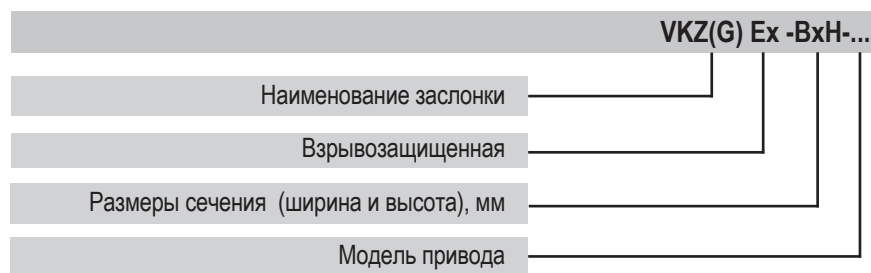 VKZ(G) Ex -BxH-...
Наименование заслонки
Взрывозащищенная
Размеры сечения (ширина и высота), мм
Модель привода